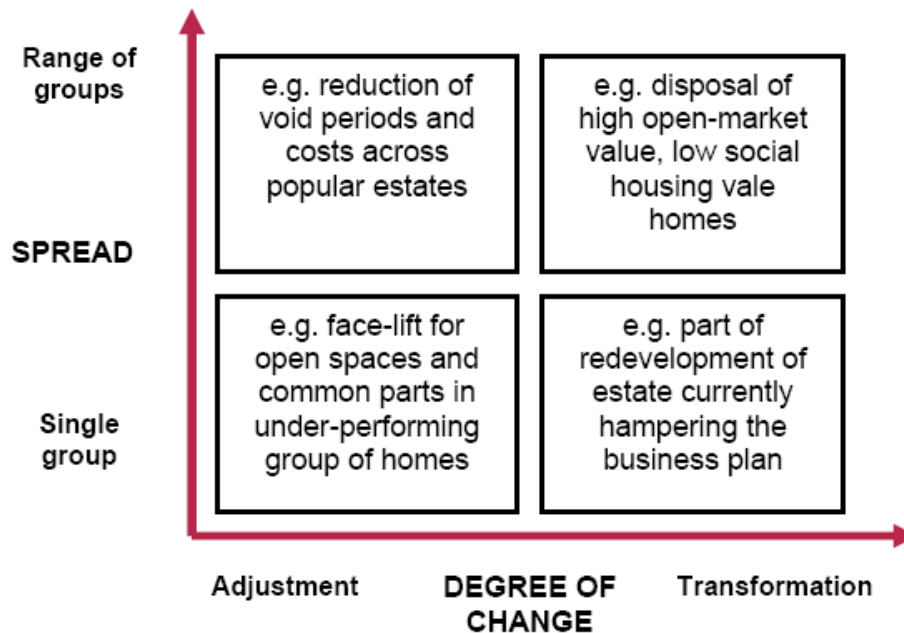 Range of
groups
e.g. reduction of
void periods and
costs across
popular estates
e.g. disposal of
high open-market
value, low social
housing vale
homes
SPREAD
Single
group
e.g. face-lift for
open spaces and
common parts in
under-performing
group of homes
e.g. part of
redevelopment of
estate currently
hampering the
business plan
Adjustment
DEGREE OF
CHANGE
Transformation